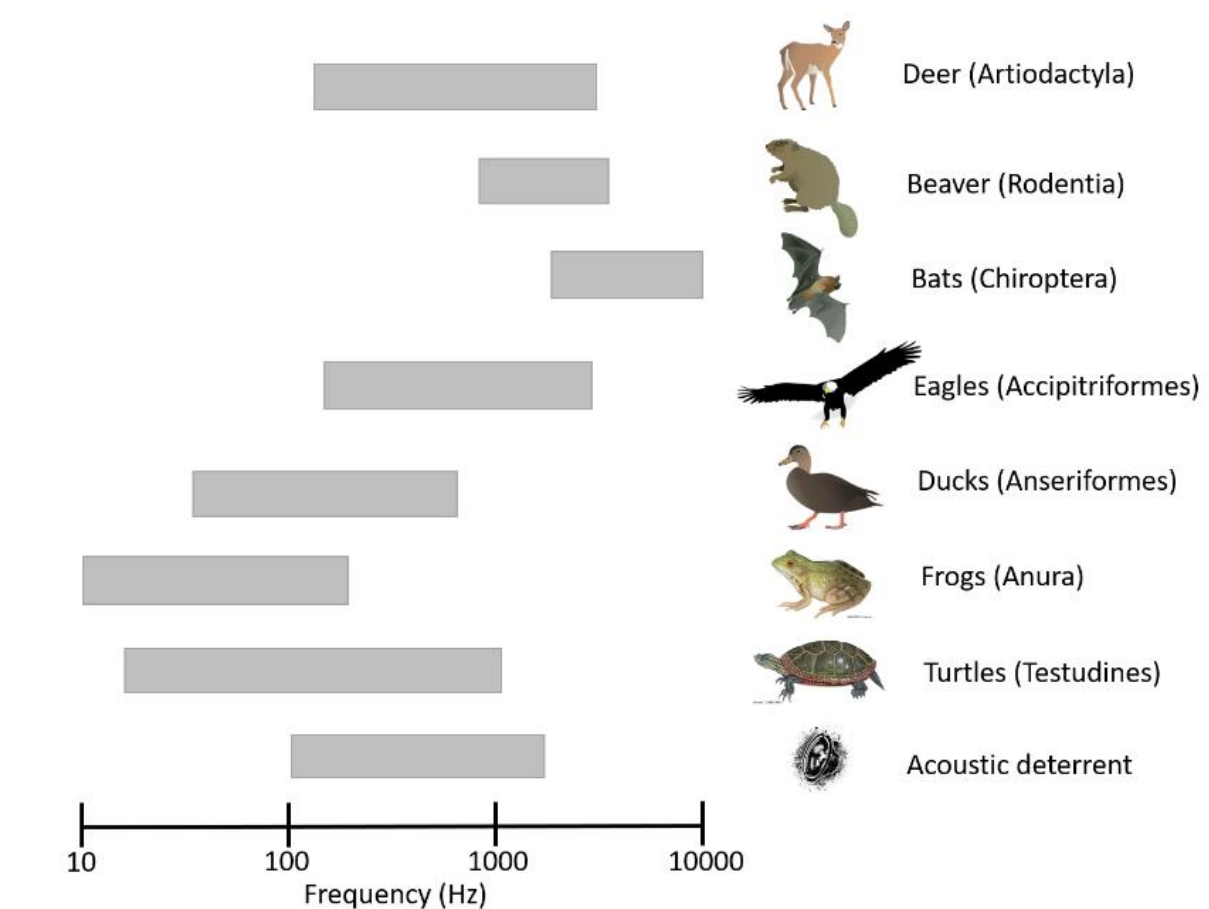 Deer (Artiodactyla)
Beaver (Rodentia)
Bats (Chiroptera)
Eagles (Accipitriformes)
Ducks (Anseriformes)
Frogs (Anura)
Turtles (Testudines)
Acoustic deterrent
10 100 1000 10000
Frequency (Hz)